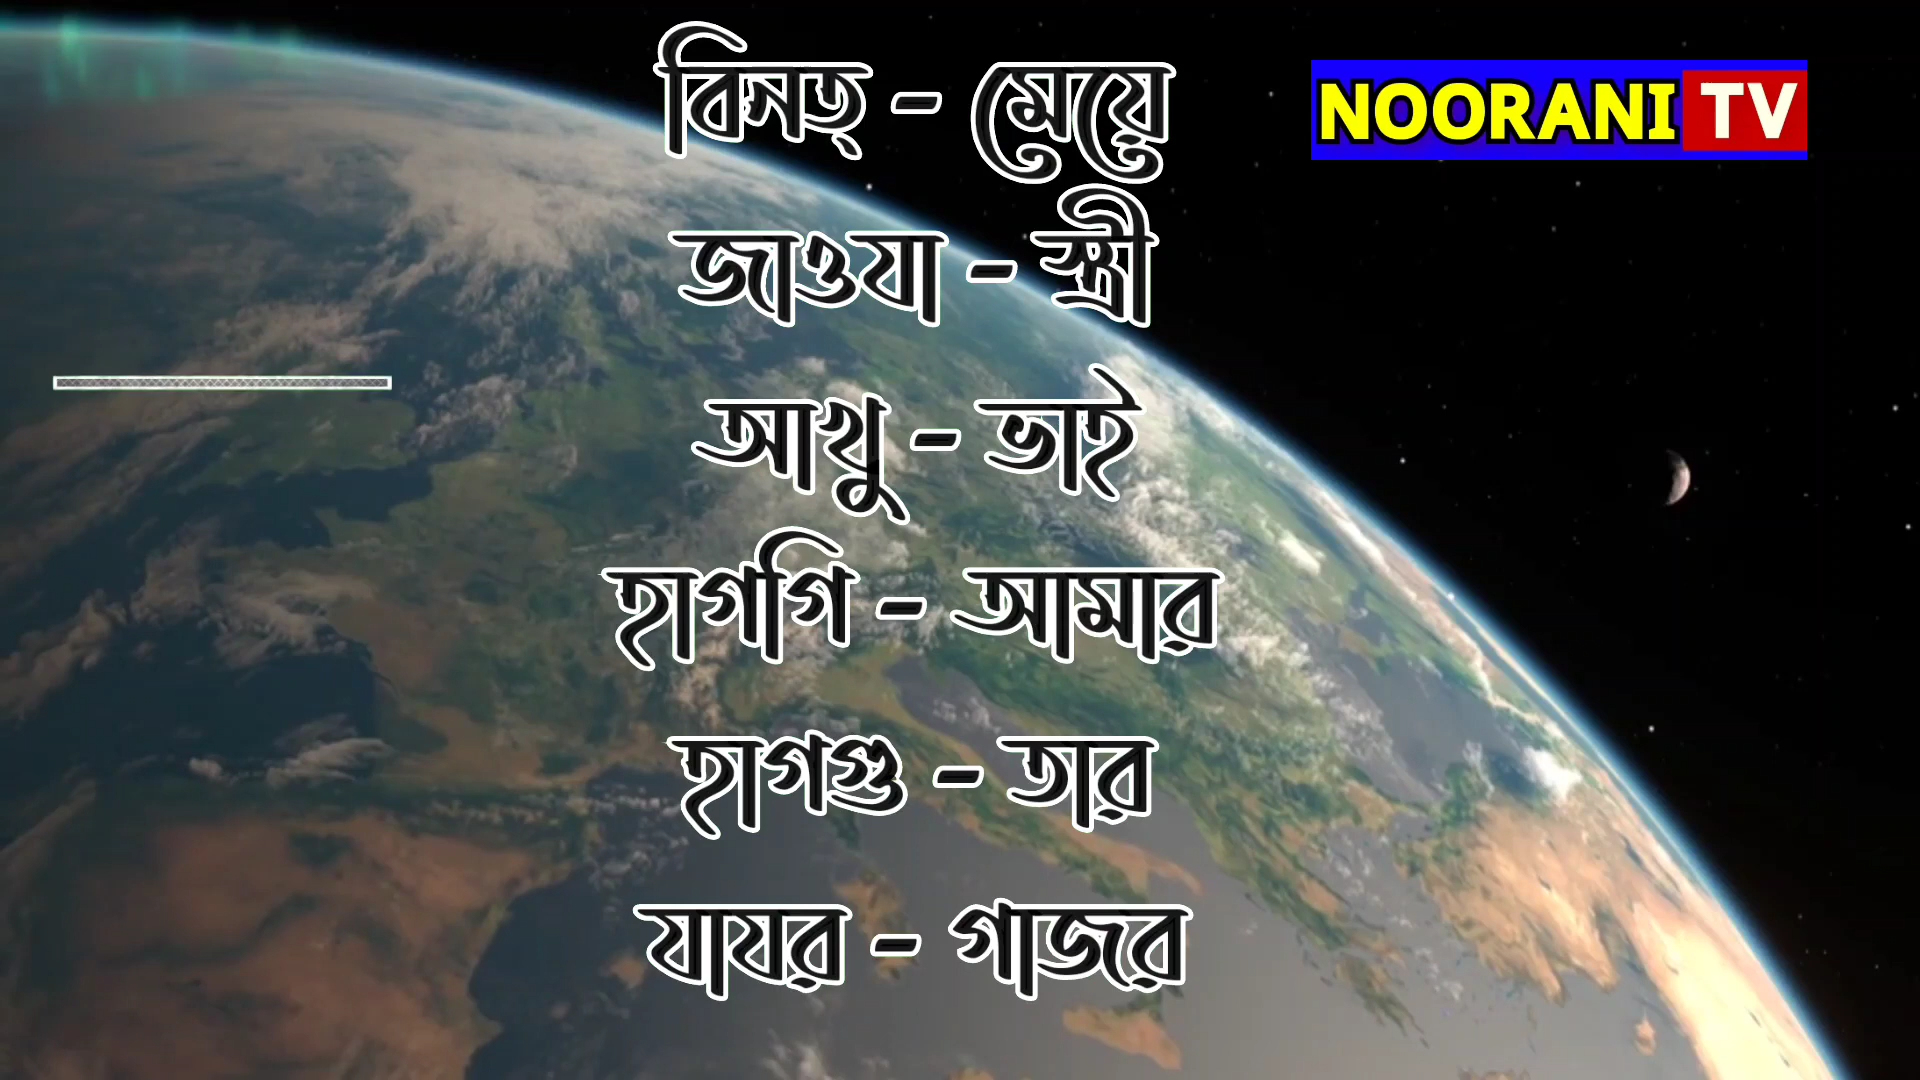 বিনত্ - মেয়ে
NOORANI TV
জাওযা - স্ত্রী
আখু - ভাই
হাগগি - আমার
হাগগু - তার
যাযর - গাজর